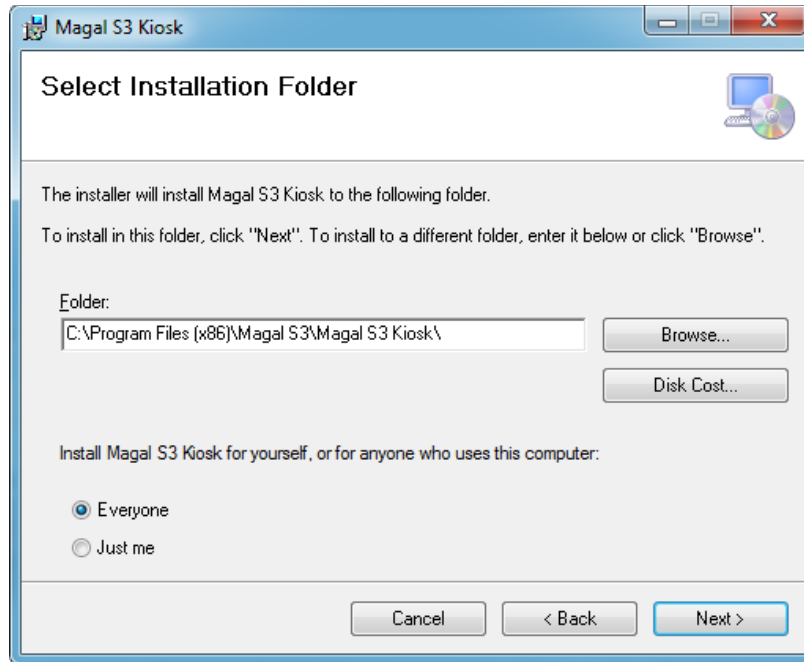 Magal S3 Kiosk
Select Installation Folder
The installer will install Magal S3 Kiosk to the following folder.
To install in this folder, click "Next". To install to a different folder, enter it below or click "Browse".
Folder:
C:\Program Files (x86)\Magal S3\Magal S3 Kiosk\
Browse...
Disk Cost...
Install Magal S3 Kiosk for yourself, or for anyone who uses this computer:
Everyone
Just me
Cancel
< Back
Next >